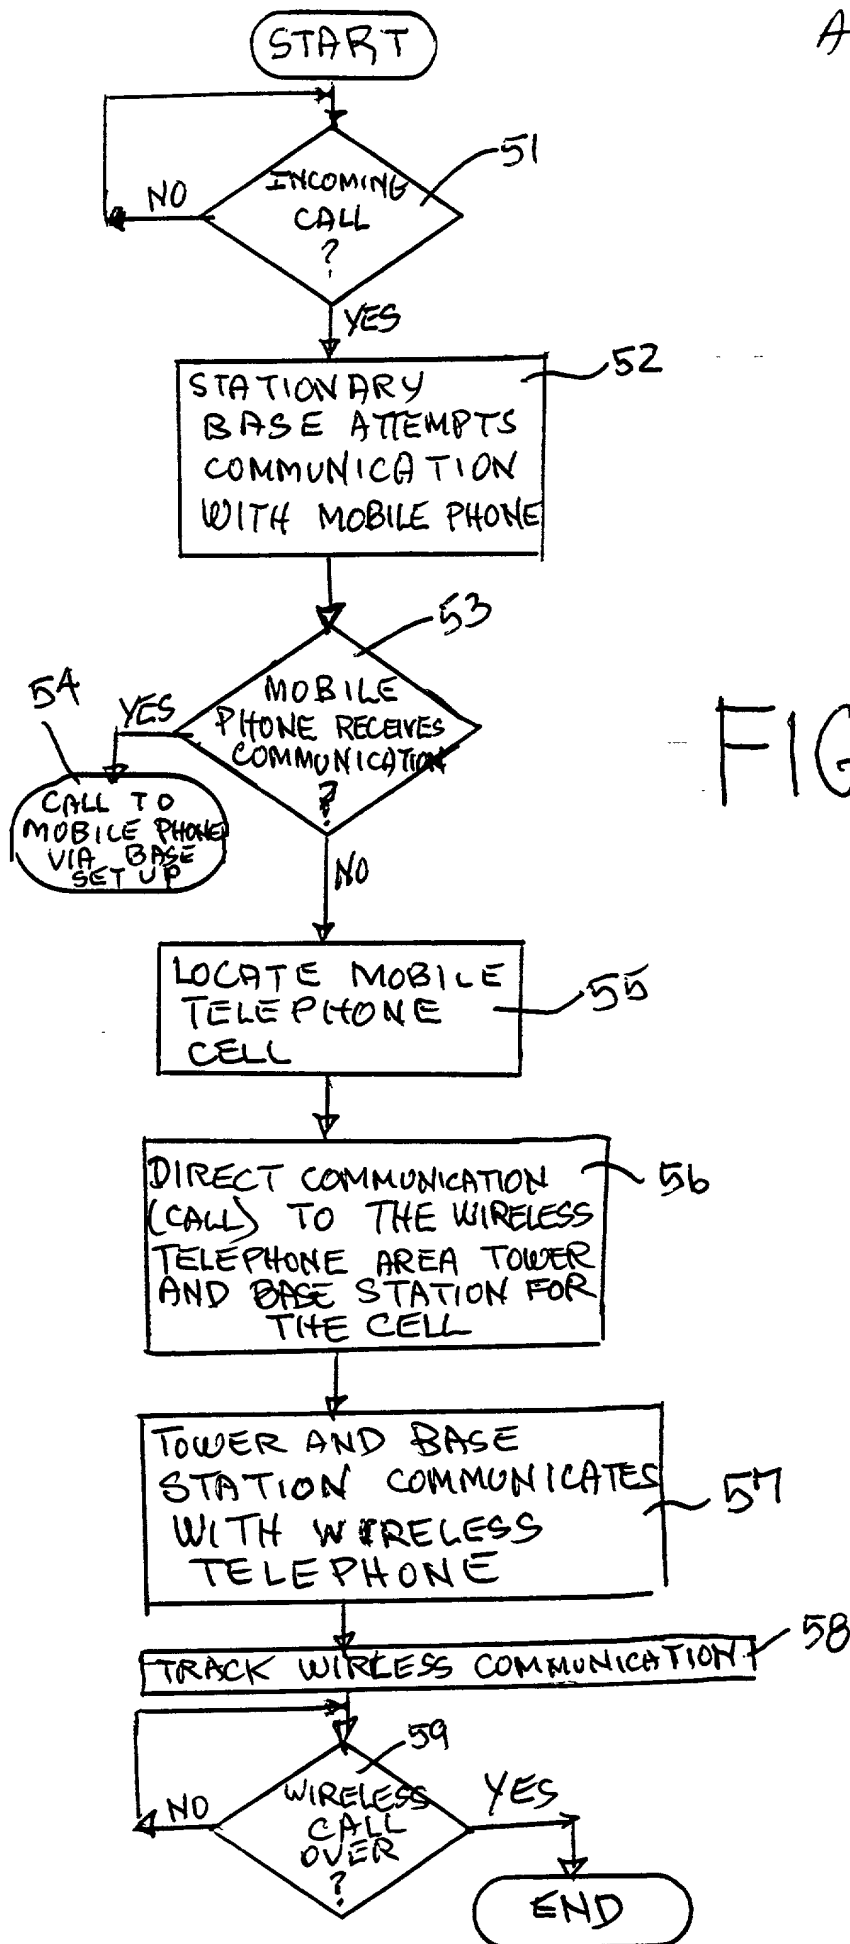 START
A
51
INCOMING
CALL
?
NO
YES
52
STATIONARY
BASE ATTEMPTS
COMMUNICATION
WITH MOBILE PHONE
53
MOBILE
PHONE RECEIVES
COMMUNICATION
?
54
YES
CALL TO
MOBILE PHONE
VIA BASE
SET UP
FIG
NO
LOCATE MOBILE
TELEPHONE
CELL
55
DIRECT COMMUNICATION
(CALL) TO THE WIRELESS
TELEPHONE AREA TOWER
AND BASE STATION FOR
THE CELL
56
TOWER AND BASE
STATION COMMUNICATES
WITH WIRELESS
TELEPHONE
57
TRACK WIRLESS COMMUNICATION
58
59
WIRELESS
CALL
OVER
?
NO
YES
END